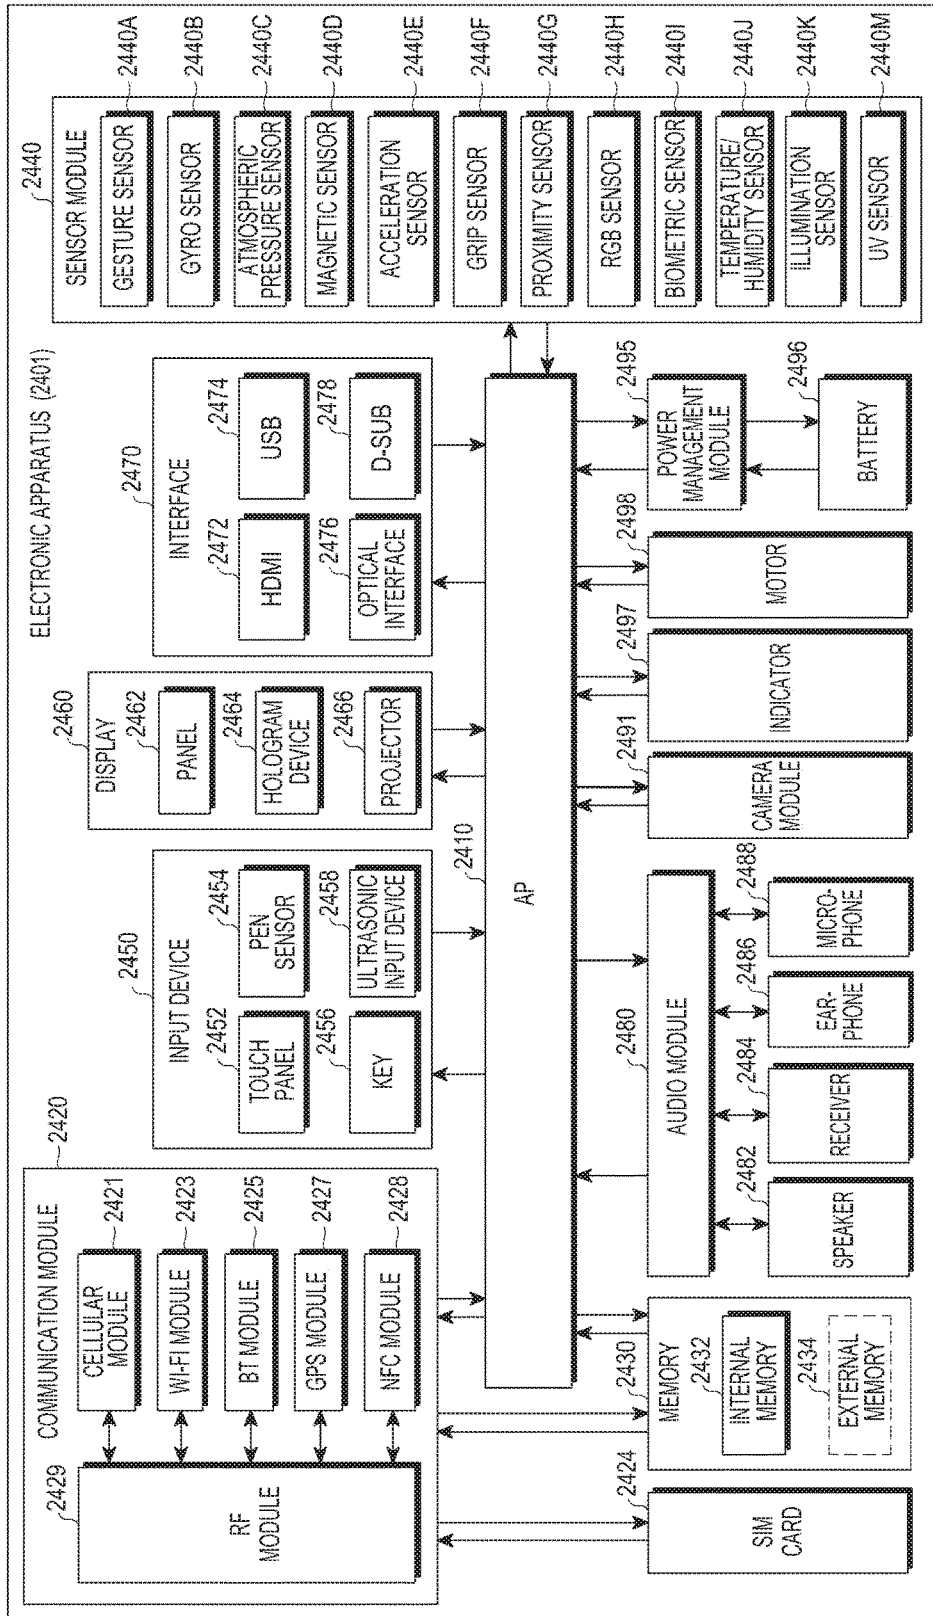 ELECTRONIC APPARATUS (2401)
COMMUNICATION MODULE
2420
RF
MODULE
2429
CELLULAR
MODULE
2421
WI-FI MODULE
2423
BT MODULE
2425
GPS MODULE
2427
NFC MODULE
2428
INPUT DEVICE
2450
TOUCH
PANEL
2452
PEN
SENSOR
2454
KEY
2456
ULTRASONIC
INPUT DEVICE
2458
DISPLAY
2460
PANEL
2462
HOLOGRAM
DEVICE
2464
PROJECTOR
2466
INTERFACE
2470
HDMI
2472
USB
2474
OPTICAL
INTERFACE
2476
D-SUB
2478
SENSOR MODULE
2440
GESTURE SENSOR
2440A
GYRO SENSOR
2440B
ATMOSPHERIC
PRESSURE SENSOR
2440C
MAGNETIC SENSOR
2440D
ACCELERATION
SENSOR
2440E
GRIP SENSOR
2440F
PROXIMITY SENSOR
2440G
RGB SENSOR
2440H
BIOMETRIC SENSOR
2440I
TEMPERATURE/
HUMIDITY SENSOR
2440J
ILLUMINATION
SENSOR
2440K
UV SENSOR
2440M
AP
2410
SIM
CARD
2424
MEMORY
2430
INTERNAL
MEMORY
2432
EXTERNAL
MEMORY
2434
AUDIO MODULE
2480
SPEAKER
2482
RECEIVER
2484
EAR-
PHONE
2486
MICRO-
PHONE
2488
CAMERA
MODULE
2491
INDICATOR
2497
MOTOR
2498
POWER
MANAGEMENT
MODULE
2495
BATTERY
2496